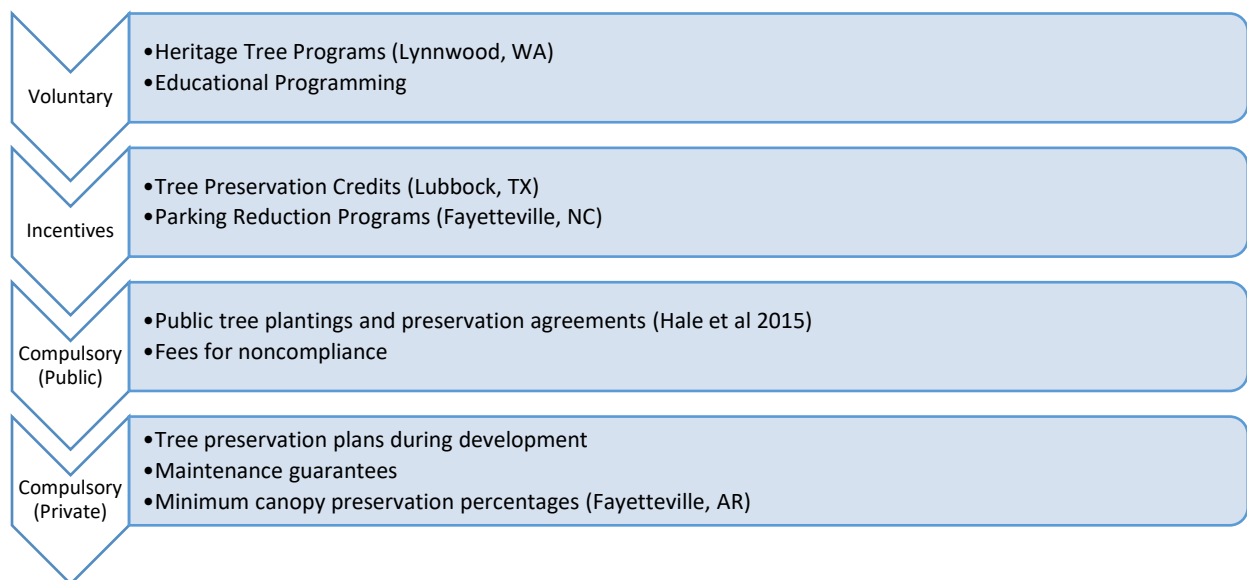 Voluntary
•Heritage Tree Programs (Lynnwood, WA)
•Educational Programming
Incentives
•Tree Preservation Credits (Lubbock, TX)
•Parking Reduction Programs (Fayetteville, NC)
Compulsory
(Public)
•Public tree plantings and preservation agreements (Hale et al 2015)
•Fees for noncompliance
Compulsory
(Private)
•Tree preservation plans during development
•Maintenance guarantees
•Minimum canopy preservation percentages (Fayetteville, AR)